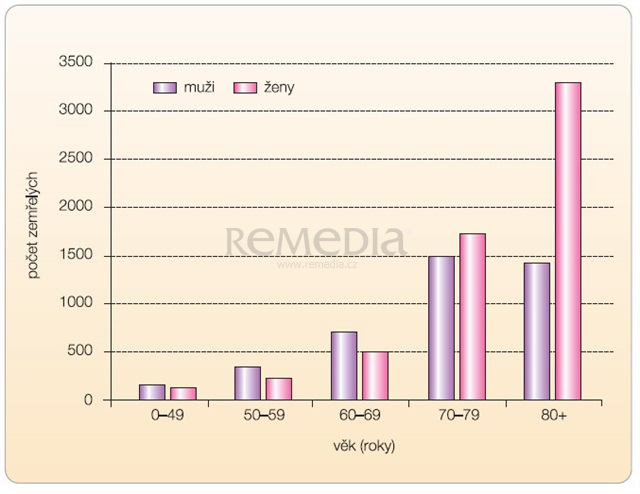 3500
muži ženy
3000
2500
počet zemřelých
2000
REMEDIA
www.remedia.cz
1500
1000
500
0
0–49 50–59 60–69 70–79 80+
věk (roky)